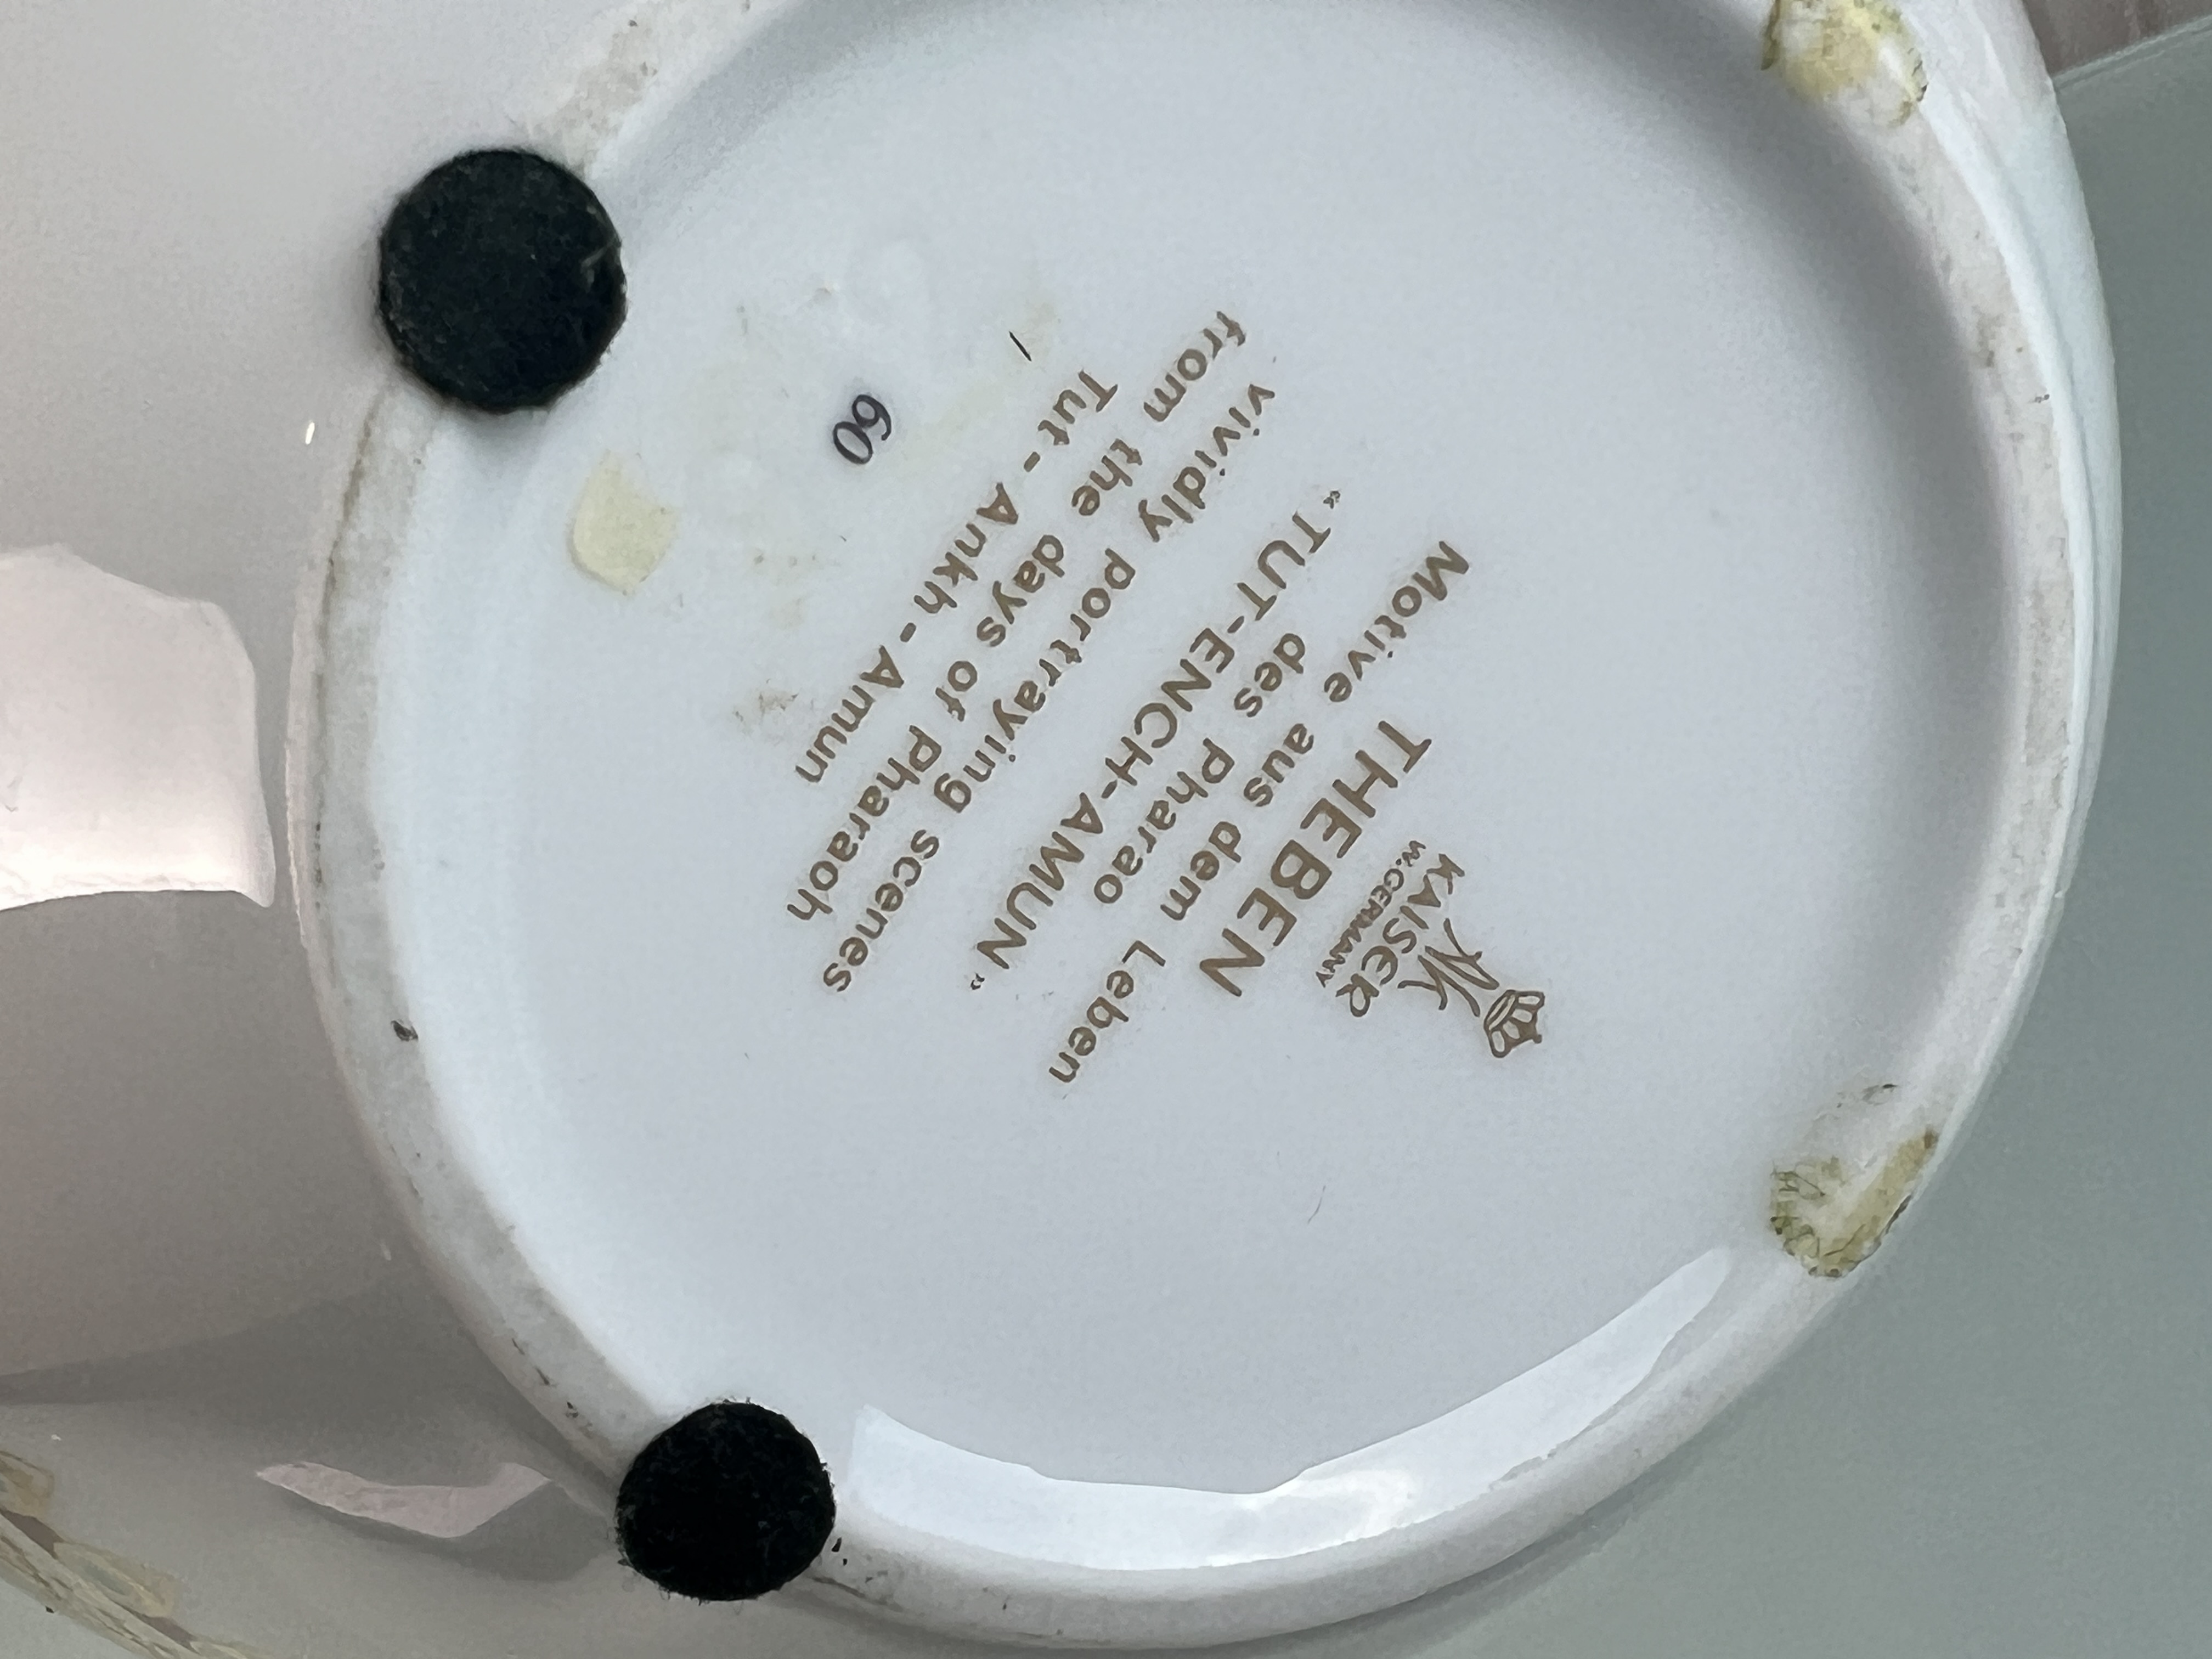 KAISER
W.GERMANY
THEBEN
Motive aus dem Leben
des Pharao
“TUT-ENCH-AMUN”
vividly portraying scenes
from the days of Pharaoh
Tut - Ankh - Amun
60